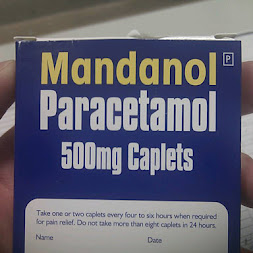 Mandanol
P
Paracetamol
500mg Caplets
Take one or two caplets every four to six hours when required
for pain relief. Do not take more than eight caplets in 24 hours.
Name Date